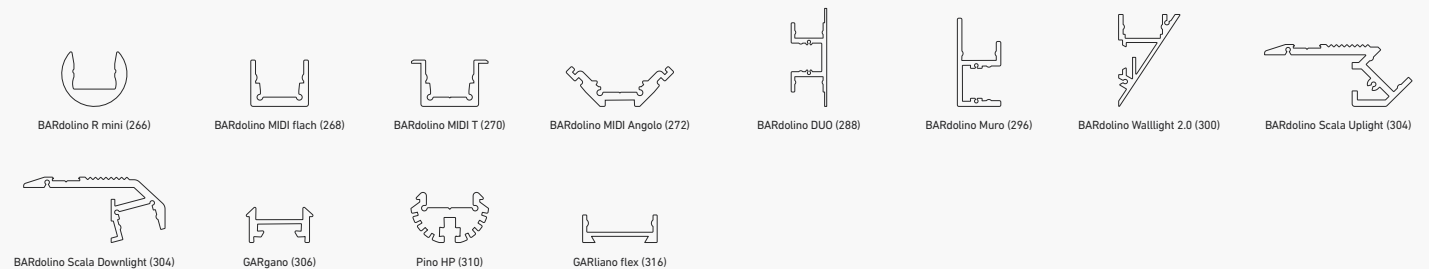 BARdolino R mini (266)
BARdolino MIDI flach (268)
BARdolino MIDI T (270)
BARdolino MIDI Angolo (272)
BARdolino DUO (288)
BARdolino Muro (296)
BARdolino Walllight 2.0 (300)
BARdolino Scala Uplight (304)
BARdolino Scala Downlight (304)
GARgano (306)
Pino HP (310)
GARliano flex (316)